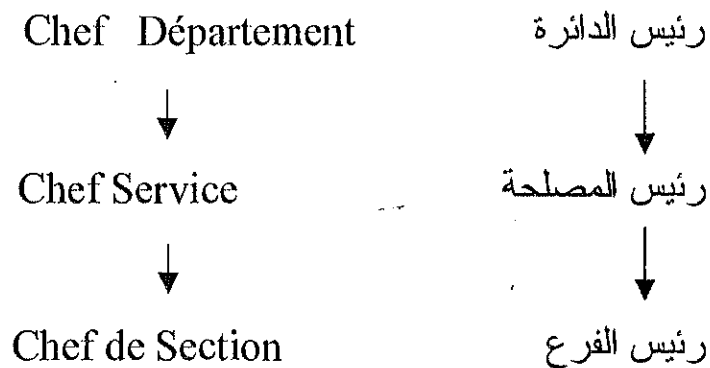 Chef Département رئيس الدائرة
Chef Service رئيس المصلحة
Chef de Section رئيس الفرع